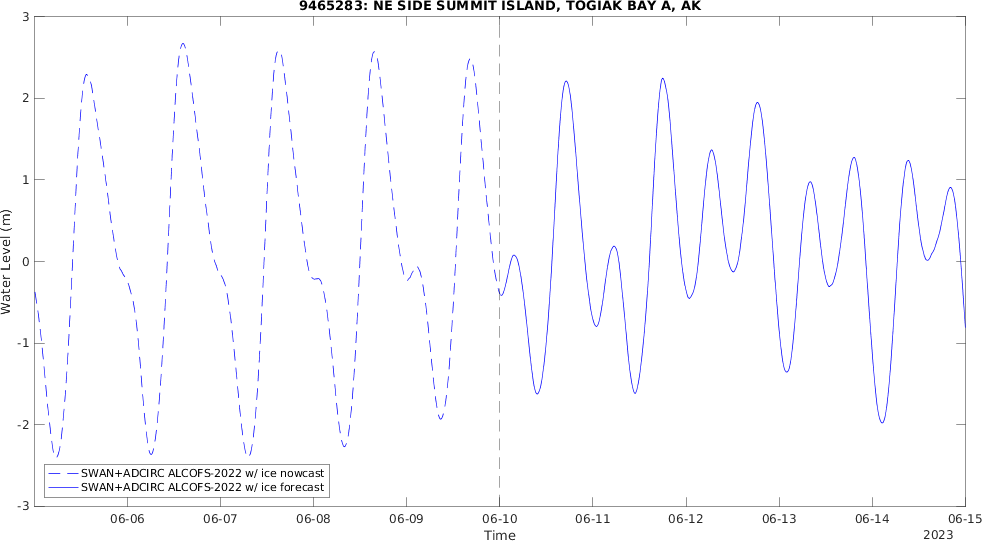 9465283: NE SIDE SUMMIT ISLAND, TOGIAK BAY A, AK
3
2
1
0
-1
-2
-3
Water Level (m)
SWAN+ADCIRC ALCOFS-2022 w/ ice nowcast
SWAN+ADCIRC ALCOFS-2022 w/ ice forecast
06-06 06-07 06-08 06-09 06-10 06-11 06-12 06-13 06-14 06-15
Time
2023